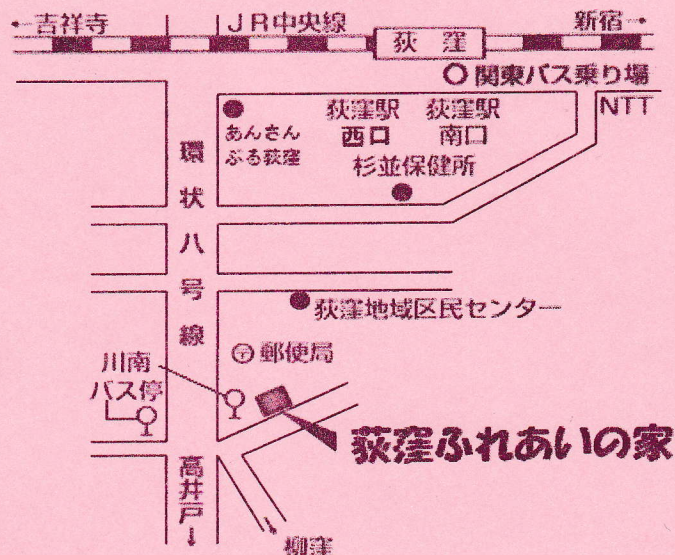 ←吉祥寺
JR中央線
荻窪
新宿→
関東バス乗り場
NTT
あんさん
ぶる荻窪
荻窪駅
西口
荻窪駅
南口
杉並保健所
環状八号線
荻窪地域区民センター
〒郵便局
川南
バス停
荻窪ふれあいの家
高井戸↓
柳窪